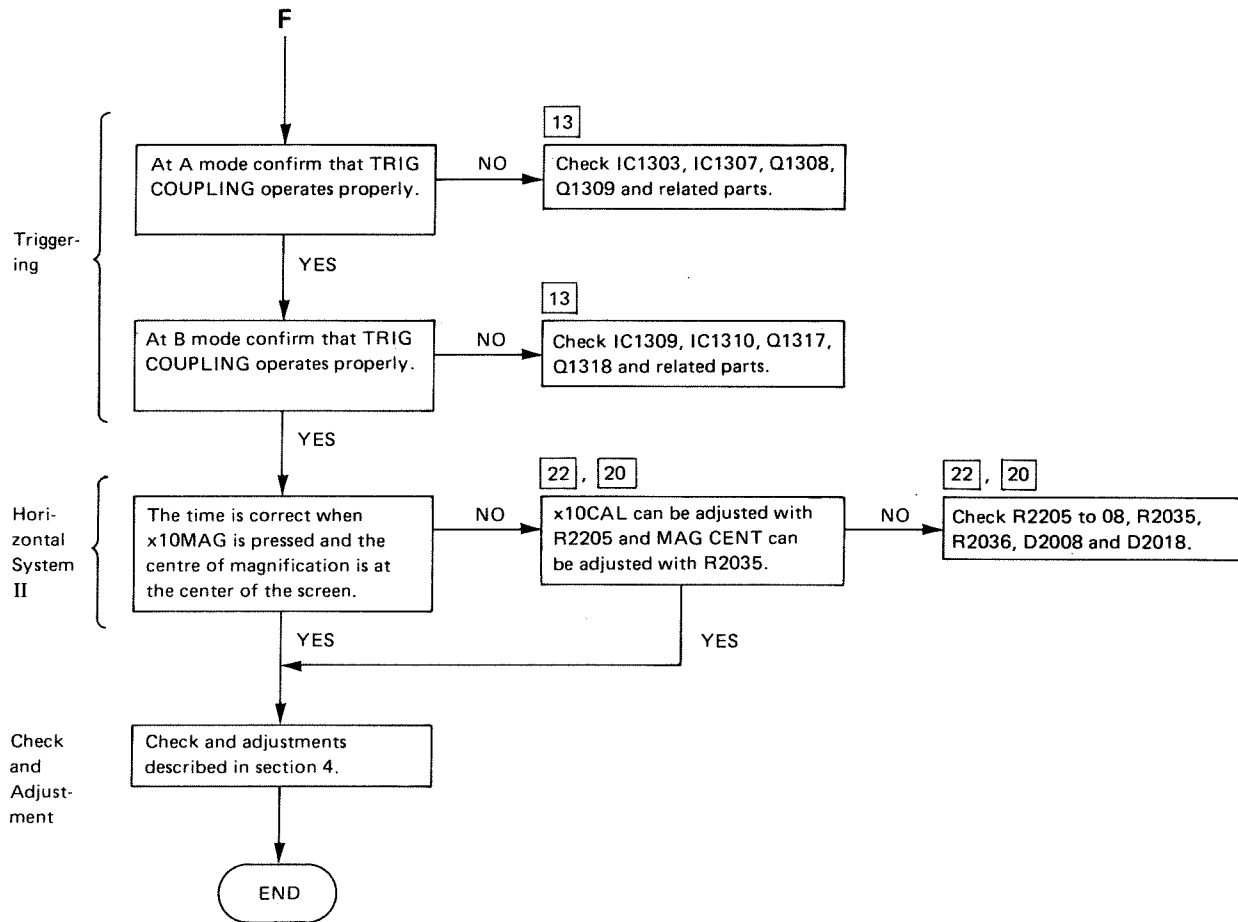 F
Trigger-
ing
At A mode confirm that TRIG
COUPLING operates properly.
NO
13
Check IC1303, IC1307, Q1308,
Q1309 and related parts.
YES
At B mode confirm that TRIG
COUPLING operates properly.
NO
13
Check IC1309, IC1310, Q1317,
Q1318 and related parts.
YES
Hori-
zontal
System
II
The time is correct when
x10MAG is pressed and the
centre of magnification is at
the center of the screen.
NO
22 , 20
x10CAL can be adjusted with
R2205 and MAG CENT can
be adjusted with R2035.
NO
22 , 20
Check R2205 to 08, R2035,
R2036, D2008 and D2018.
YES
YES
Check
and
Adjust-
ment
Check and adjustments
described in section 4.
END